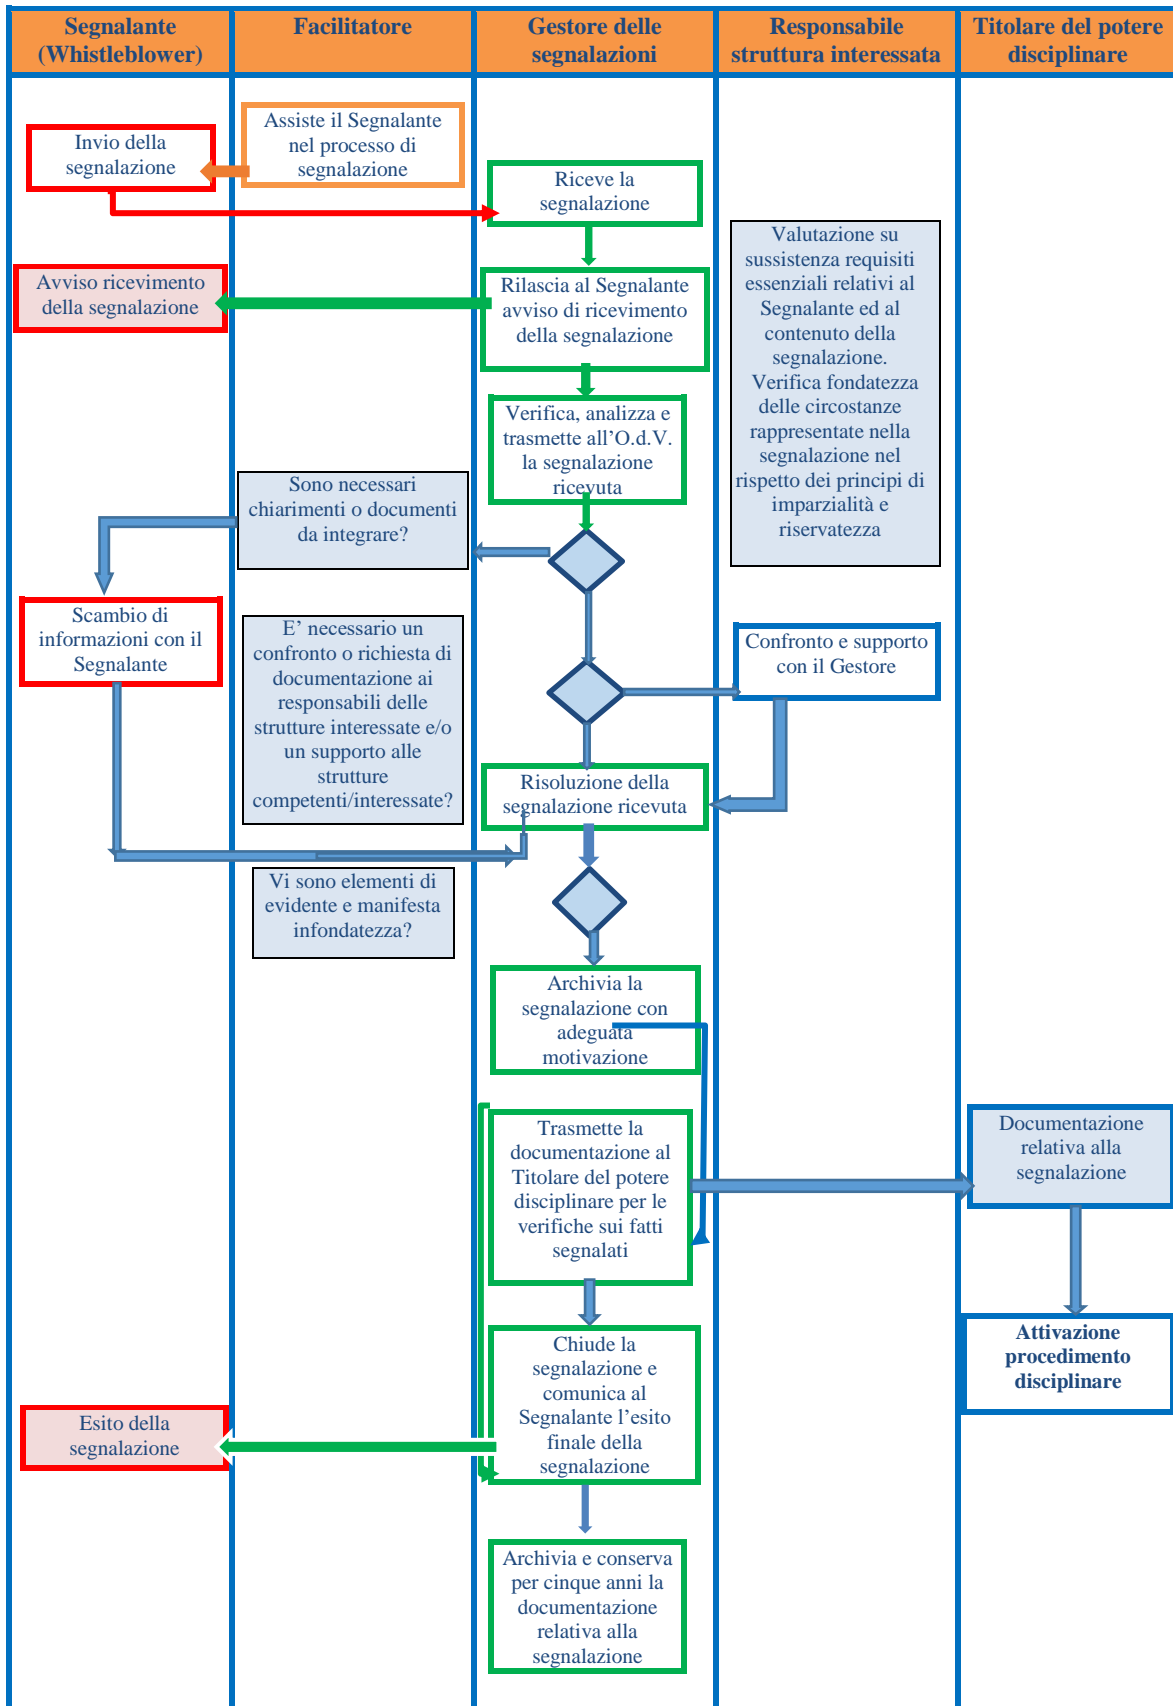 Segnalante
(Whistleblower)
Facilitatore
Gestore delle
segnalazioni
Responsabile
struttura interessata
Titolare del potere
disciplinare
Invio della
segnalazione
Assiste il Segnalante
nel processo di
segnalazione
Riceve la
segnalazione
Avviso ricevimento
della segnalazione
Rilascia al Segnalante
avviso di ricevimento
della segnalazione
Valutazione su
sussistenza requisiti
essenziali relativi al
Segnalante ed al
contenuto della
segnalazione.
Verifica fondatezza
delle circostanze
rappresentate nella
segnalazione nel
rispetto dei principi di
imparzialità e
riservatezza
Verifica, analizza e
trasmette all’O.d.V.
la segnalazione
ricevuta
Sono necessari
chiarimenti o documenti
da integrare?
Scambio di
informazioni con il
Segnalante
E’ necessario un
confronto o richiesta di
documentazione ai
responsabili delle
strutture interessate e/o
un supporto alle
strutture
competenti/interessate?
Confronto e supporto
con il Gestore
Risoluzione della
segnalazione ricevuta
Vi sono elementi di
evidente e manifesta
infondatezza?
Archivia la
segnalazione con
adeguata
motivazione
Trasmette la
documentazione al
Titolare del potere
disciplinare per le
verifiche sui fatti
segnalati
Documentazione
relativa alla
segnalazione
Attivazione
procedimento
disciplinare
Chiude la
segnalazione e
comunica al
Segnalante l’esito
finale della
segnalazione
Esito della
segnalazione
Archivia e conserva
per cinque anni la
documentazione
relativa alla
segnalazione